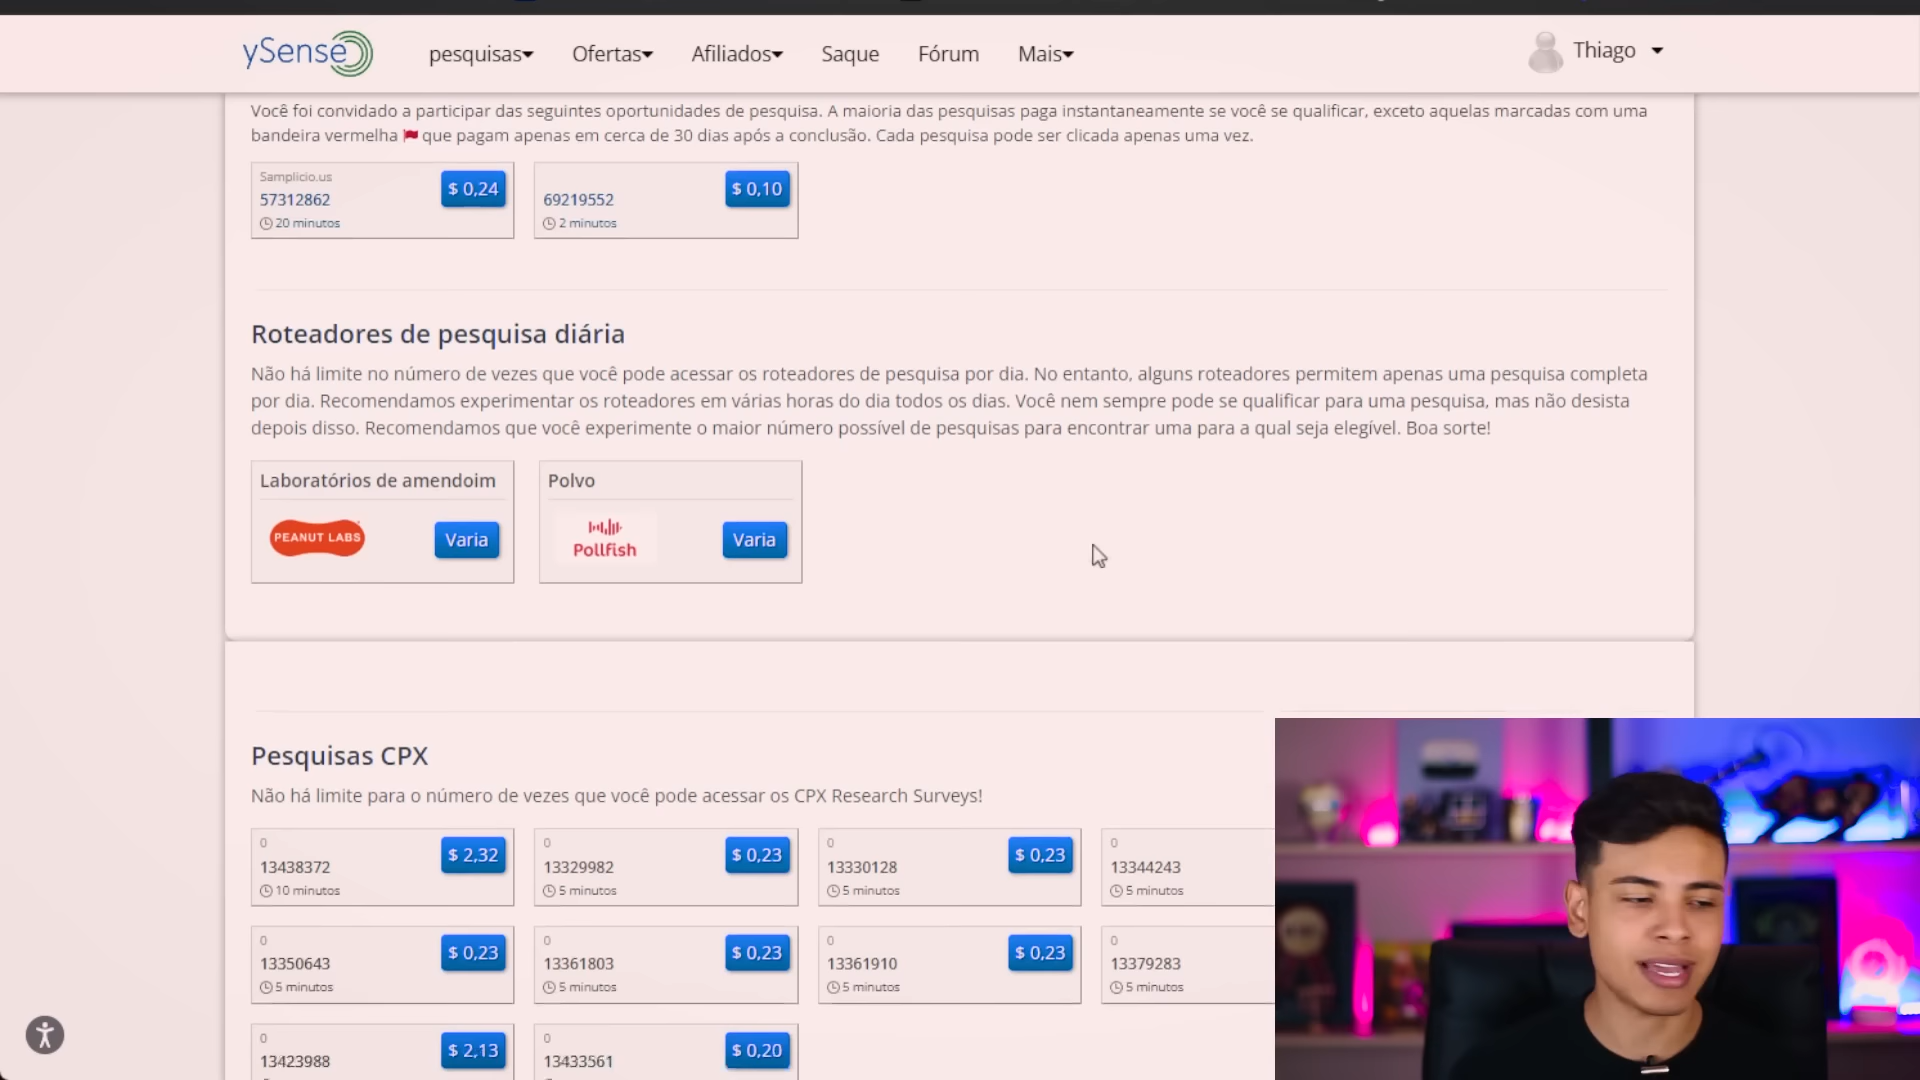 ySense
pesquisas
Ofertas
Afiliados
Saque
Fórum
Mais
Thiago
Você foi convidado a participar das seguintes oportunidades de pesquisa. A maioria das pesquisas paga instantaneamente se você se qualificar, exceto aquelas marcadas com uma
bandeira vermelha que pagam apenas em cerca de 30 dias após a conclusão. Cada pesquisa pode ser clicada apenas uma vez.
Samplicio.us
57312862
20 minutos
$ 0,24
69219552
2 minutos
$ 0,10
Roteadores de pesquisa diária
Não há limite no número de vezes que você pode acessar os roteadores de pesquisa por dia. No entanto, alguns roteadores permitem apenas uma pesquisa completa
por dia. Recomendamos experimentar os roteadores em várias horas do dia todos os dias. Você nem sempre pode se qualificar para uma pesquisa, mas não desista
depois disso. Recomendamos que você experimente o maior número possível de pesquisas para encontrar uma para a qual seja elegível. Boa sorte!
Laboratórios de amendoim
PEANUT LABS
Varia
Polvo
Pollfish
Varia
Pesquisas CPX
Não há limite para o número de vezes que você pode acessar os CPX Research Surveys!
0
13438372
10 minutos
$ 2,32
0
13329982
5 minutos
$ 0,23
0
13330128
5 minutos
$ 0,23
0
13344243
5 minutos
0
13350643
5 minutos
$ 0,23
0
13361803
5 minutos
$ 0,23
0
13361910
5 minutos
$ 0,23
0
13379283
5 minutos
0
13423988
$ 2,13
0
13433561
$ 0,20